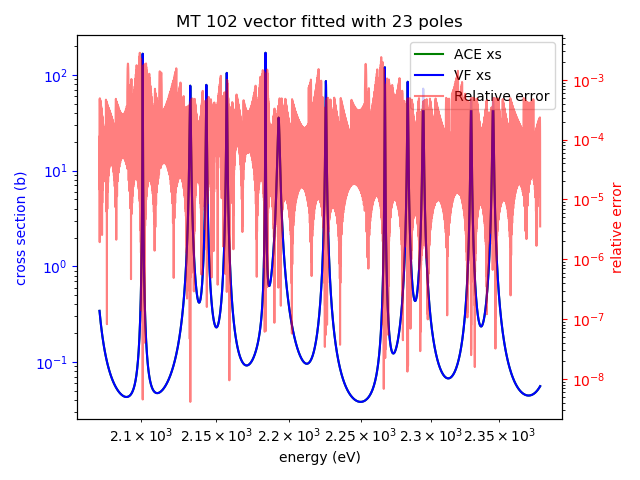 MT 102 vector fitted with 23 poles
ACE xs
VF xs
Relative error
cross section (b)
10²
10¹
10⁰
10⁻¹
relative error
10⁻³
10⁻⁴
10⁻⁵
10⁻⁶
10⁻⁷
10⁻⁸
2.1 × 10³ 2.15 × 10³ 2.2 × 10³ 2.25 × 10³ 2.3 × 10³ 2.35 × 10³
energy (eV)